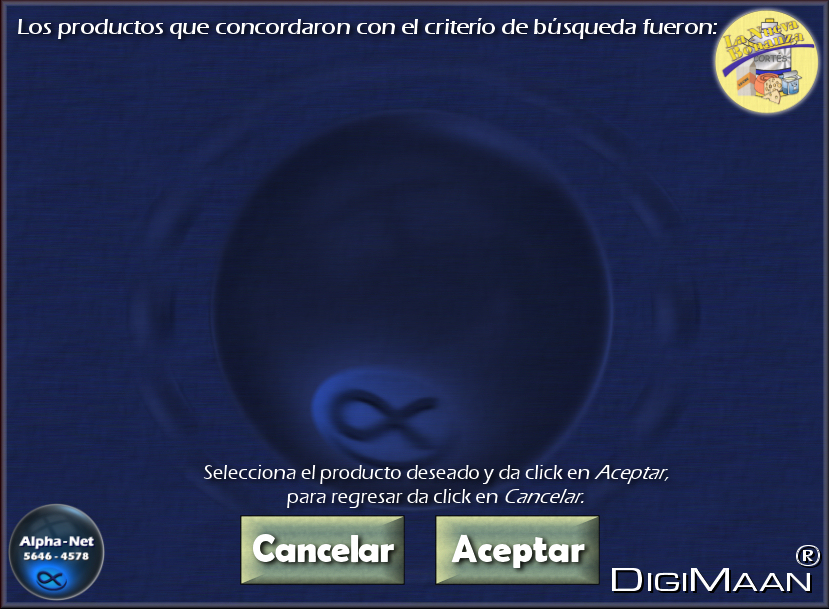 Los productos que concordaron con el criterio de búsqueda fueron:
La Nueva
Bonanza
CORTÉS
Selecciona el producto deseado y da click en Aceptar,
para regresar da click en Cancelar.
Alpha-Net
5646 - 4578
Cancelar
Aceptar
DIGIMAAN®